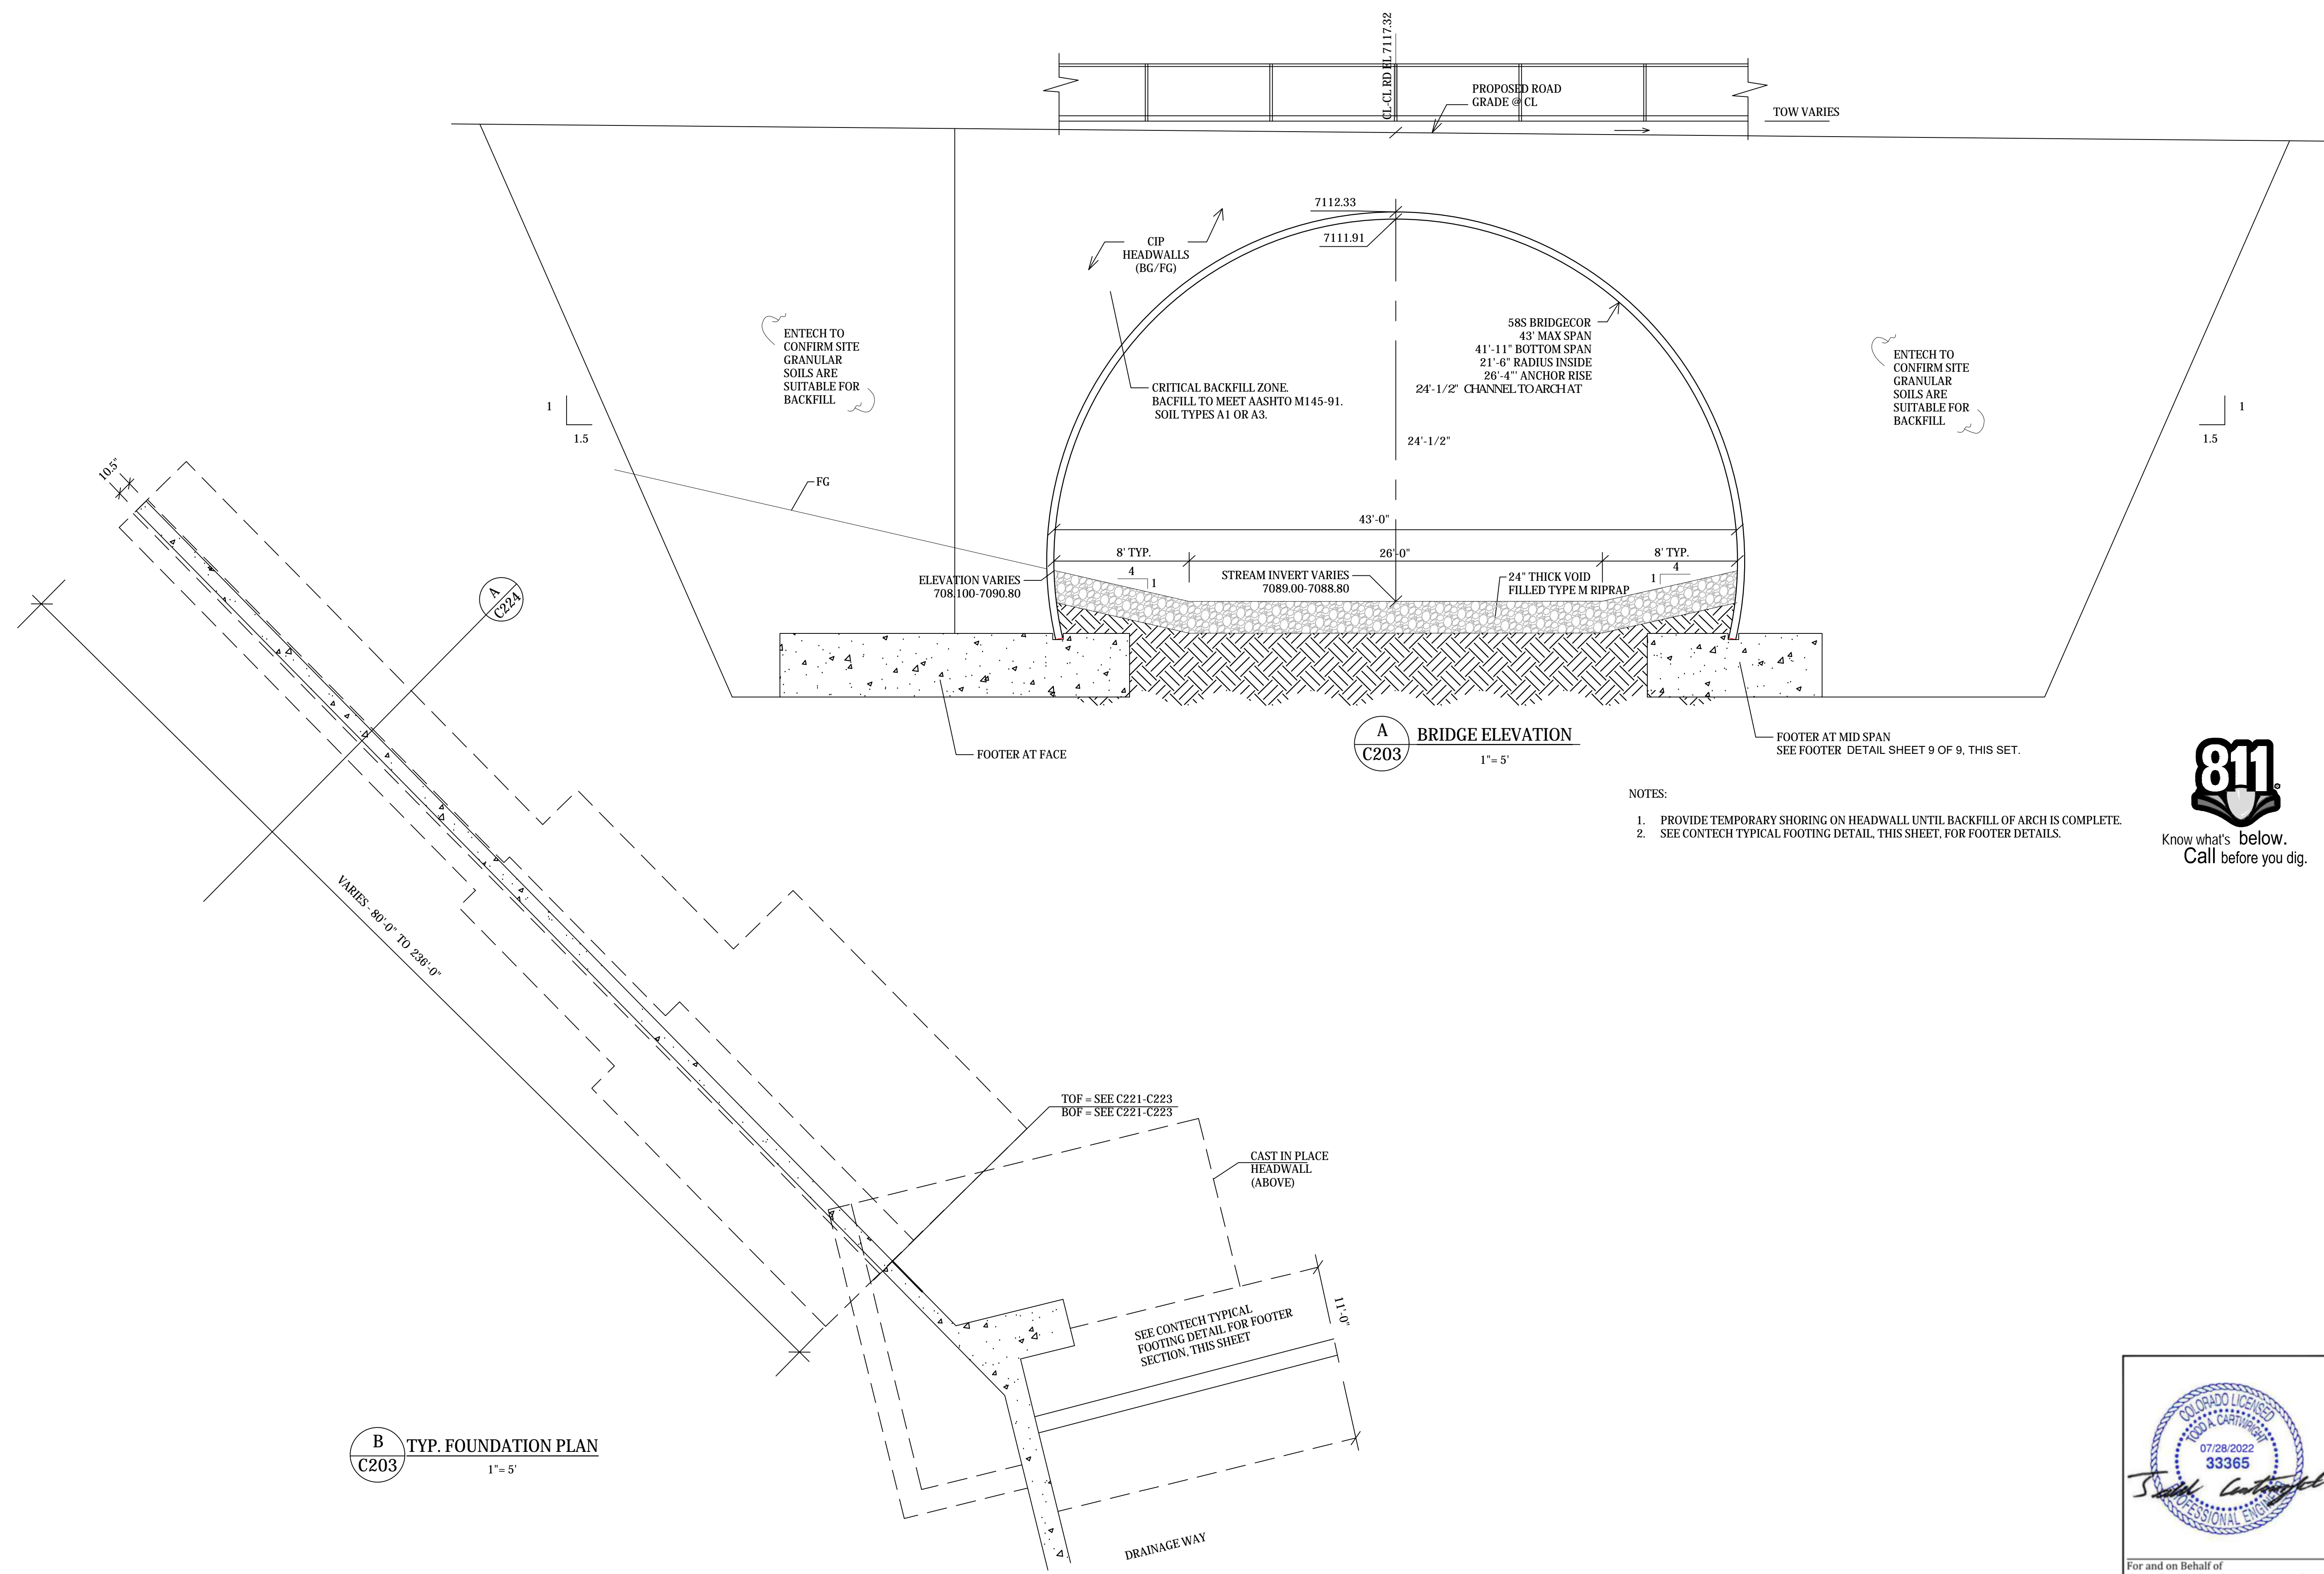 CL-CL RD EL 7117.32
PROPOSED ROAD
GRADE @ CL
TOW VARIES
7112.33
7111.91
CIP
HEADWALLS
(BG/FG)
58S BRIDGECOR
43' MAX SPAN
41'-11" BOTTOM SPAN
21'-6" RADIUS INSIDE
26'-4"' ANCHOR RISE
24'-1/2" CHANNEL TO ARCH AT
ENTECH TO
CONFIRM SITE
GRANULAR
SOILS ARE
SUITABLE FOR
BACKFILL
ENTECH TO
CONFIRM SITE
GRANULAR
SOILS ARE
SUITABLE FOR
BACKFILL
CRITICAL BACKFILL ZONE.
BACFILL TO MEET AASHTO M145-91.
SOIL TYPES A1 OR A3.
1
1.5
1
1.5
24'-1/2"
FG
43'-0"
8' TYP.
26'-0"
8' TYP.
4
1
4
1
ELEVATION VARIES
708.100-7090.80
STREAM INVERT VARIES
7089.00-7088.80
24" THICK VOID
FILLED TYPE M RIPRAP
FOOTER AT FACE
A
C203
BRIDGE ELEVATION
1"= 5'
FOOTER AT MID SPAN
SEE FOOTER DETAIL SHEET 9 OF 9, THIS SET.
NOTES:
1. PROVIDE TEMPORARY SHORING ON HEADWALL UNTIL BACKFILL OF ARCH IS COMPLETE.
2. SEE CONTECH TYPICAL FOOTING DETAIL, THIS SHEET, FOR FOOTER DETAILS.
811
Know what's below.
Call before you dig.
10.5"
A
C224
VARIES - 80'-0" TO 236'-0"
TOF = SEE C221-C223
BOF = SEE C221-C223
CAST IN PLACE
HEADWALL
(ABOVE)
11'-0"
SEE CONTECH TYPICAL
FOOTING DETAIL FOR FOOTER
SECTION, THIS SHEET
DRAINAGE WAY
B
C203
TYP. FOUNDATION PLAN
1"= 5'
COLORADO LICENSED
TODD A. CARTWRIGHT
07/28/2022
33365
PROFESSIONAL ENGINEER
Todd Cartwright
For and on Behalf of